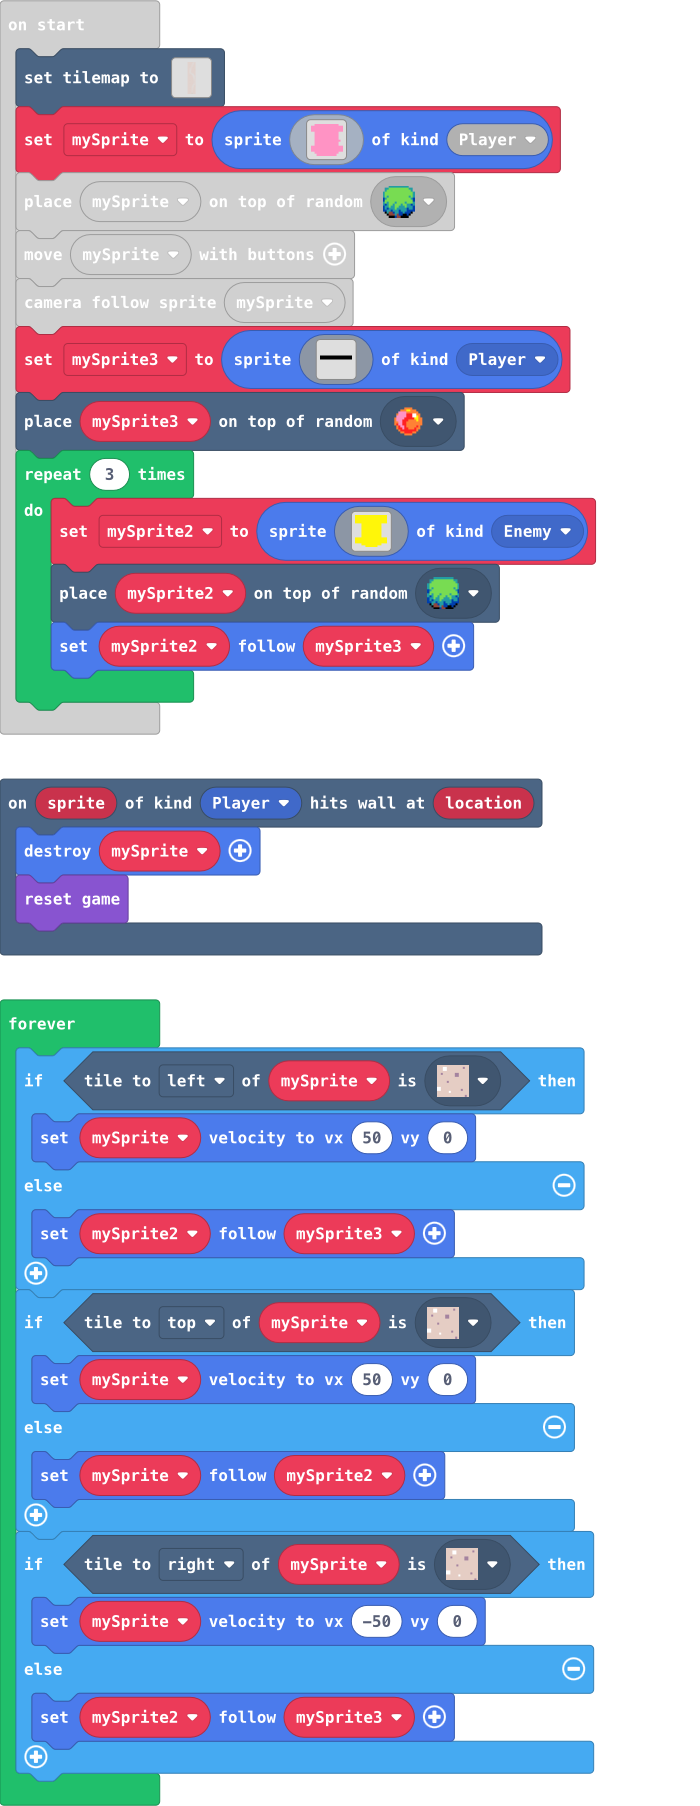 on start
set tilemap to
set mySprite to sprite of kind Player
place mySprite on top of random
move mySprite with buttons
camera follow sprite mySprite
set mySprite3 to sprite of kind Player
place mySprite3 on top of random
repeat 3 times
do
set mySprite2 to sprite of kind Enemy
place mySprite2 on top of random
set mySprite2 follow mySprite3
on sprite of kind Player hits wall at location
destroy mySprite
reset game
forever
if tile to left of mySprite is then
set mySprite velocity to vx 50 vy 0
else
set mySprite2 follow mySprite3
if tile to top of mySprite is then
set mySprite velocity to vx 50 vy 0
else
set mySprite follow mySprite2
if tile to right of mySprite is then
set mySprite velocity to vx -50 vy 0
else
set mySprite2 follow mySprite3